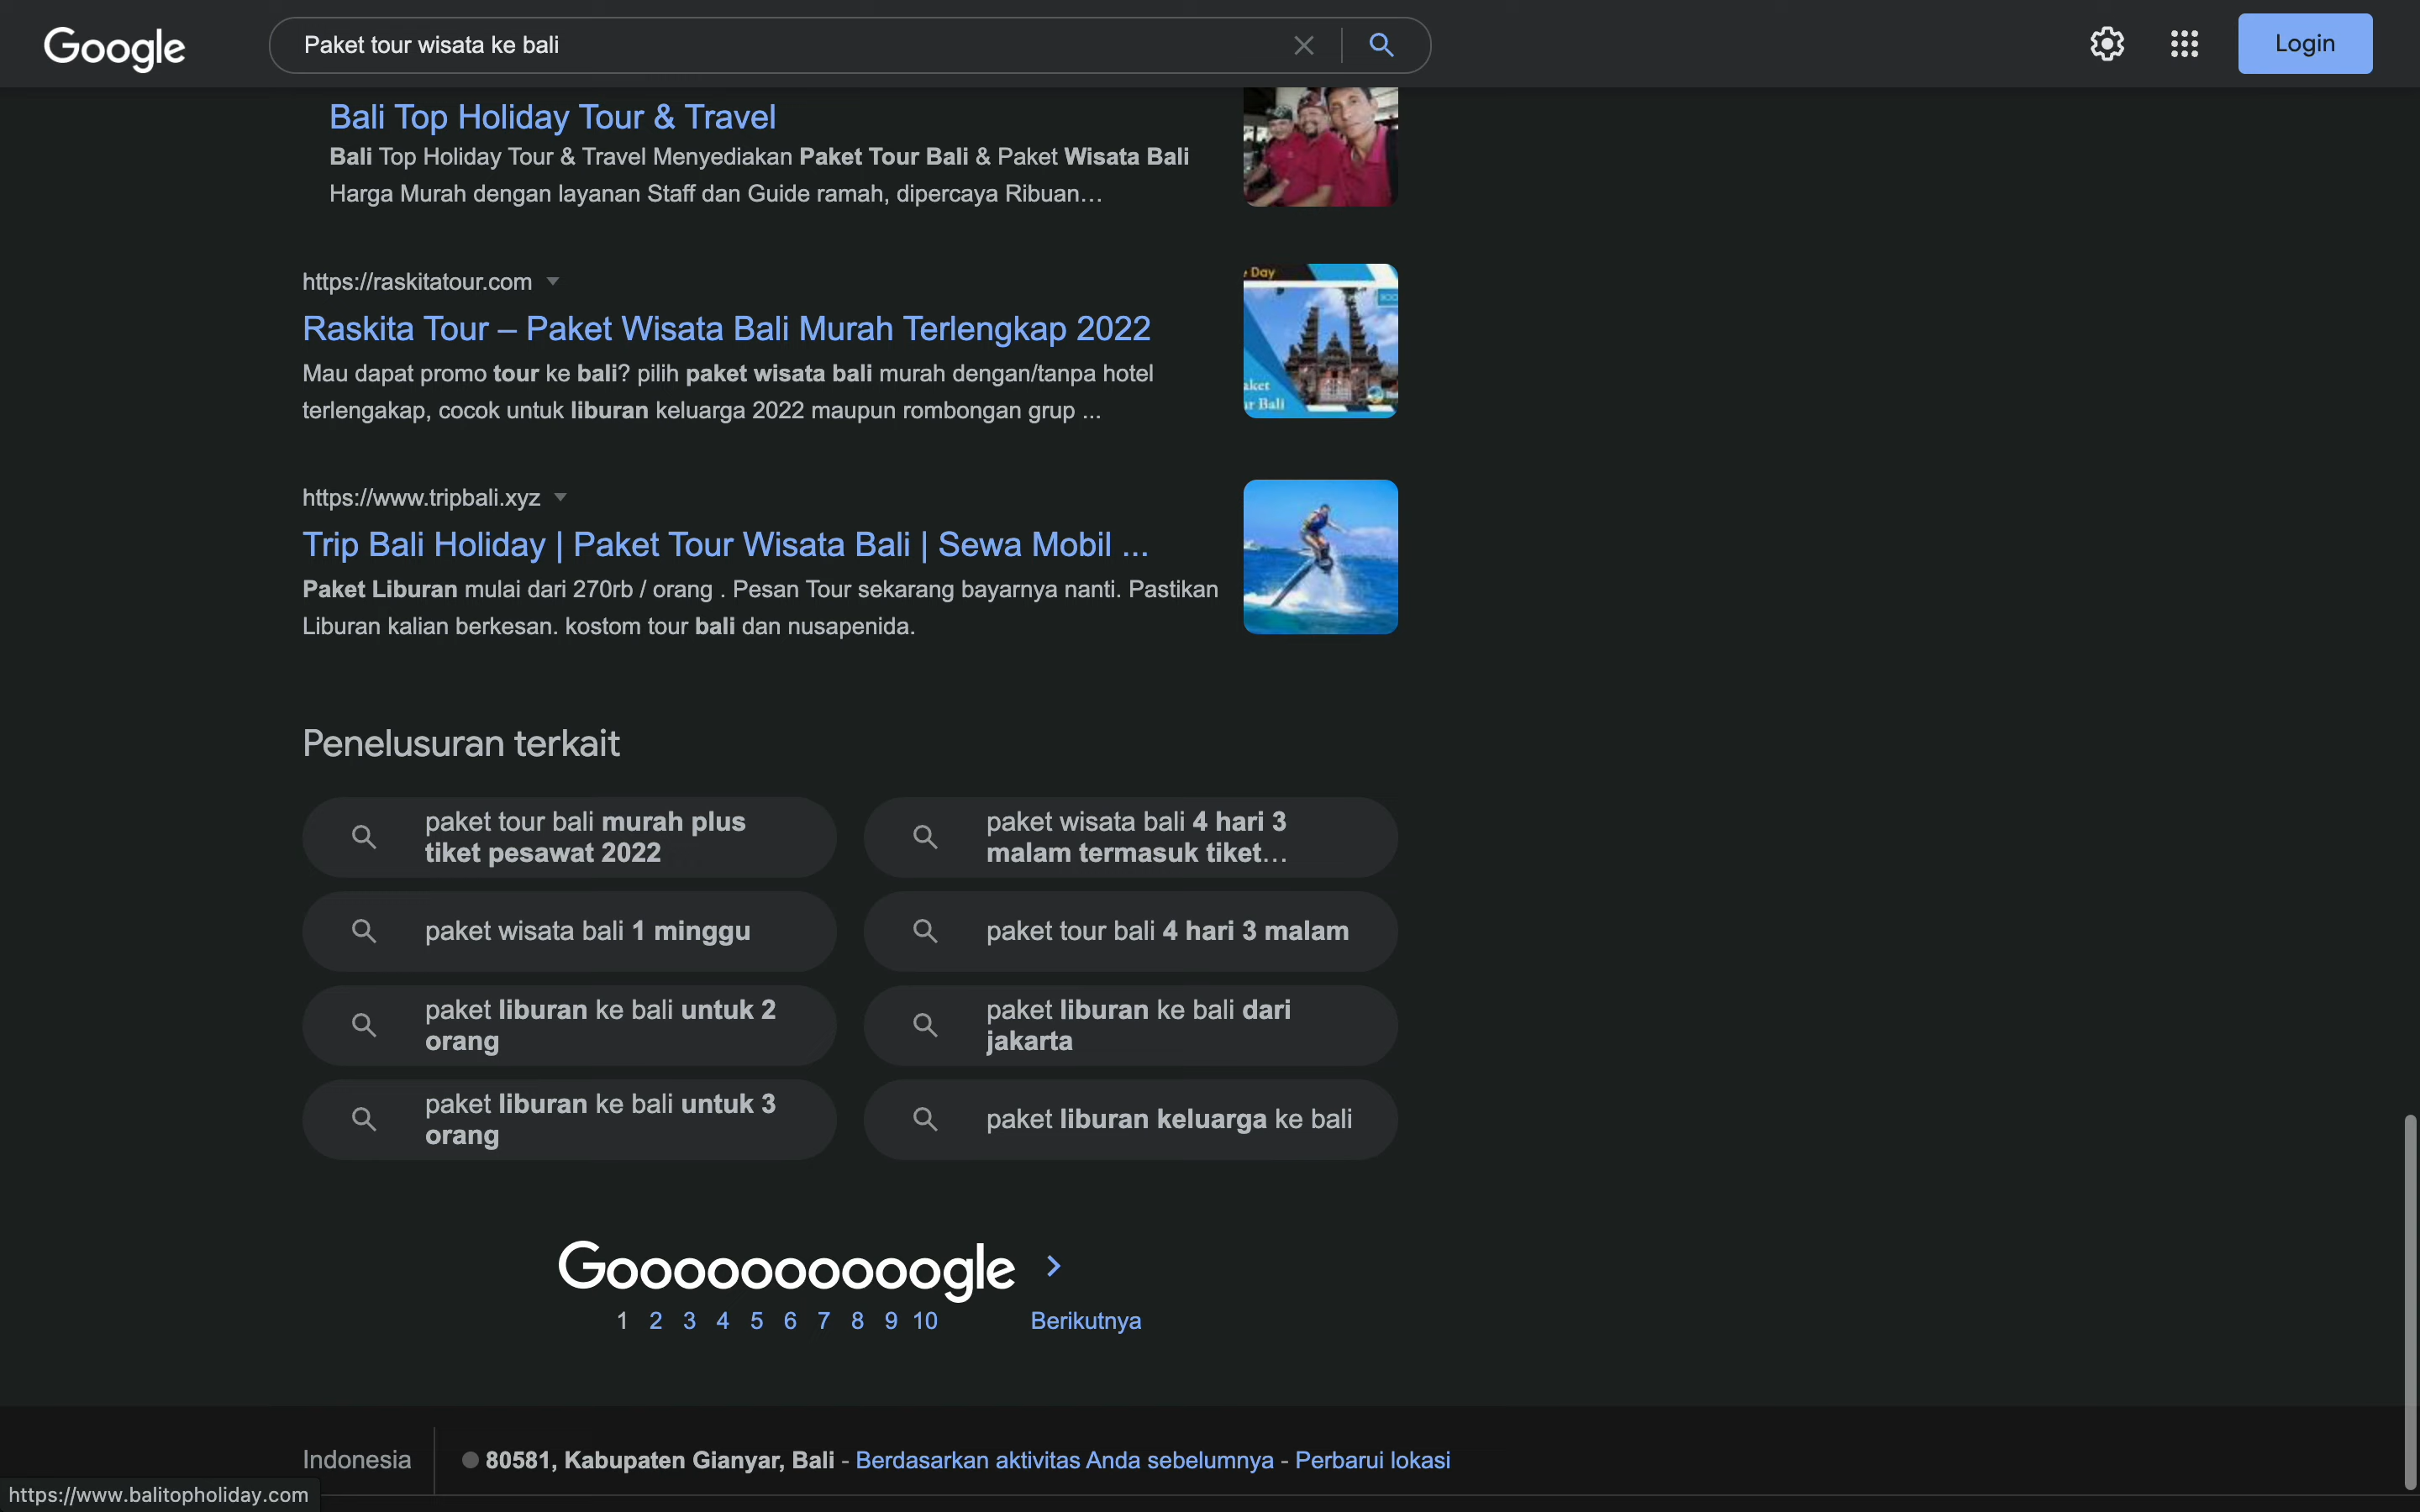 Google
Paket tour wisata ke bali
Login
Bali Top Holiday Tour & Travel
Bali Top Holiday Tour & Travel Menyediakan Paket Tour Bali & Paket Wisata Bali
Harga Murah dengan layanan Staff dan Guide ramah, dipercaya Ribuan...
https://raskitatour.com
Raskita Tour – Paket Wisata Bali Murah Terlengkap 2022
Mau dapat promo tour ke bali? pilih paket wisata bali murah dengan/tanpa hotel
terlengakap, cocok untuk liburan keluarga 2022 maupun rombongan grup ...
Day
aket
ur Bali
https://www.tripbali.xyz
Trip Bali Holiday | Paket Tour Wisata Bali | Sewa Mobil ...
Paket Liburan mulai dari 270rb / orang . Pesan Tour sekarang bayarnya nanti. Pastikan
Liburan kalian berkesan. kostom tour bali dan nusapenida.
Penelusuran terkait
paket tour bali murah plus
tiket pesawat 2022
paket wisata bali 4 hari 3
malam termasuk tiket...
paket wisata bali 1 minggu
paket tour bali 4 hari 3 malam
paket liburan ke bali untuk 2
orang
paket liburan ke bali dari
jakarta
paket liburan ke bali untuk 3
orang
paket liburan keluarga ke bali
Goooooooooogle >
1 2 3 4 5 6 7 8 9 10 Berikutnya
Indonesia
80581, Kabupaten Gianyar, Bali - Berdasarkan aktivitas Anda sebelumnya - Perbarui lokasi
https://www.balitopholiday.com